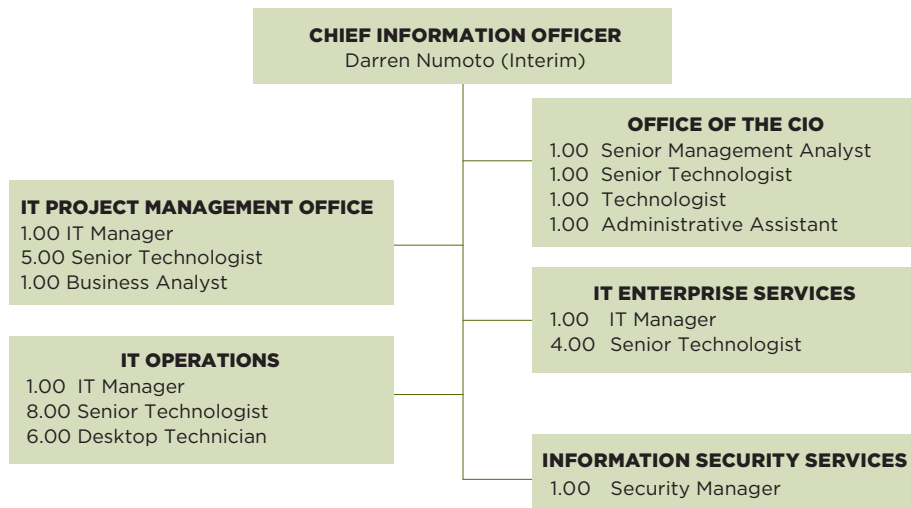 CHIEF INFORMATION OFFICER
Darren Numoto (Interim)
OFFICE OF THE CIO
1.00 Senior Management Analyst
1.00 Senior Technologist
1.00 Technologist
1.00 Administrative Assistant
IT PROJECT MANAGEMENT OFFICE
1.00 IT Manager
5.00 Senior Technologist
1.00 Business Analyst
IT ENTERPRISE SERVICES
1.00 IT Manager
4.00 Senior Technologist
IT OPERATIONS
1.00 IT Manager
8.00 Senior Technologist
6.00 Desktop Technician
INFORMATION SECURITY SERVICES
1.00 Security Manager